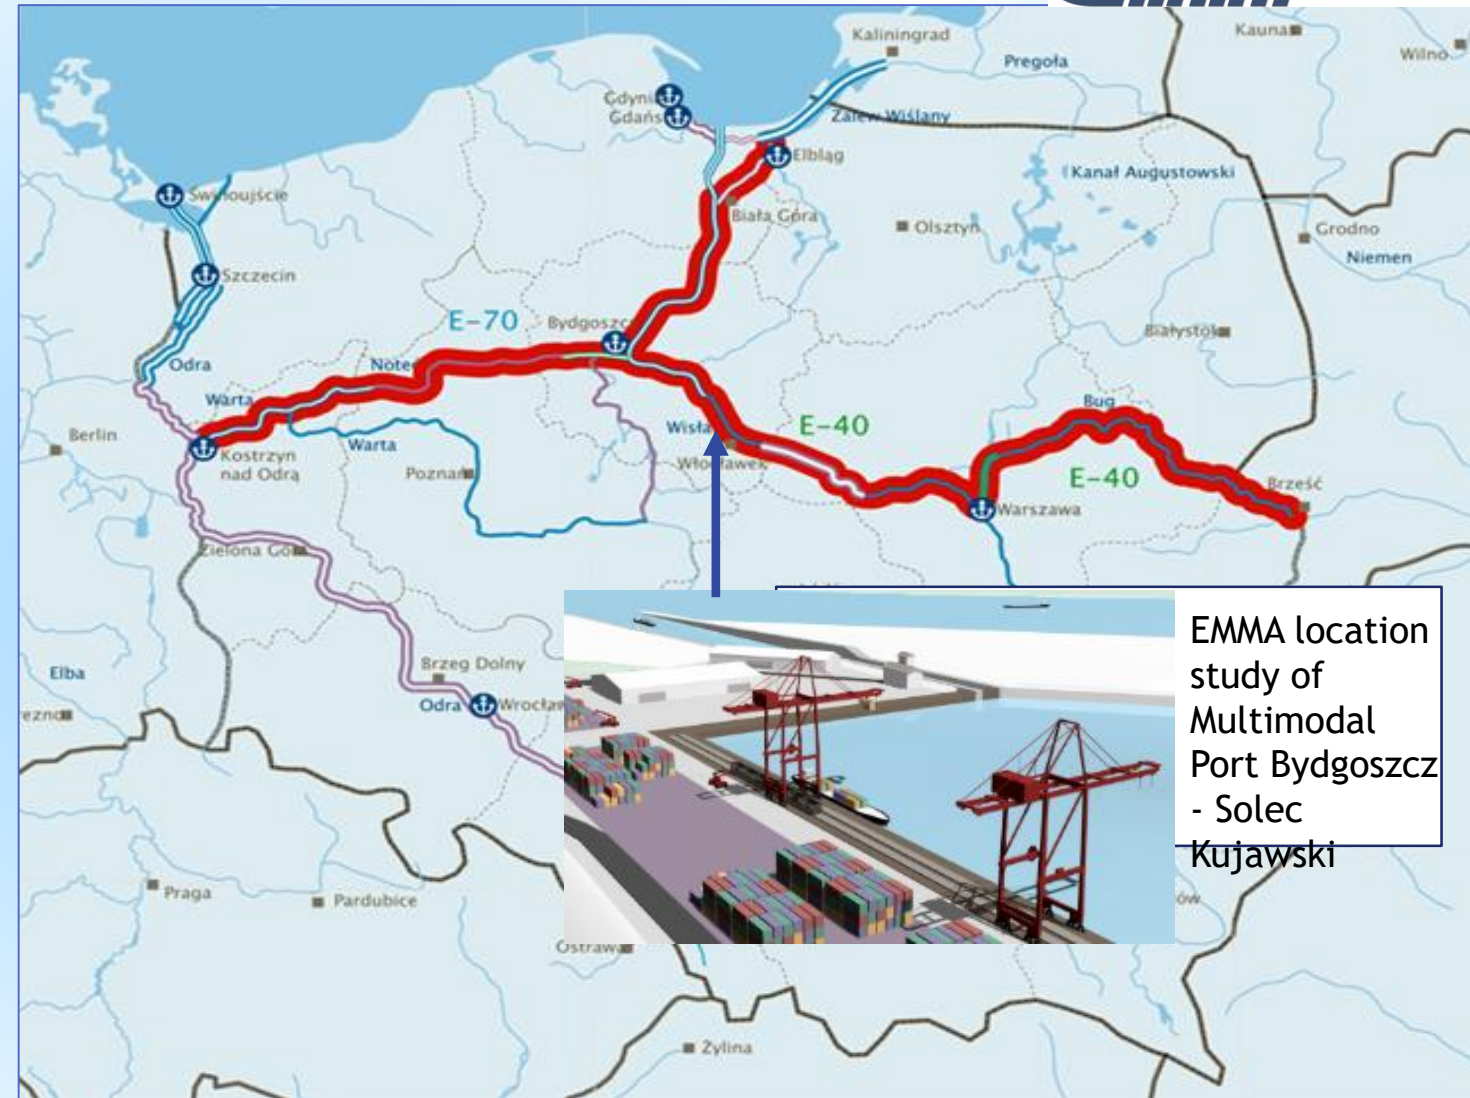 Kaliningrad
Kaunas
Wilno
Pregoła
Gdynia
Gdańsk
Zalew Wiślany
Elbląg
Kanał Augustowski
Świnoujście
Biała Góra
Olsztyn
Grodno
Niemen
Szczecin
E-70
Bydgoszcz
Białystok
Odra
Noteć
Warta
Bug
Berlin
Warta
Wisła
E-40
Kostrzyn
nad Odrą
Poznań
Włocławek
E-40
Brześć
Warszawa
Zielona Góra
Elba
Brzeg Dolny
Odra
Wrocław
EMMA location
study of
Multimodal
Port Bydgoszcz
- Solec
Kujawski
Praga
Pardubice
Ostrawa
Żylina